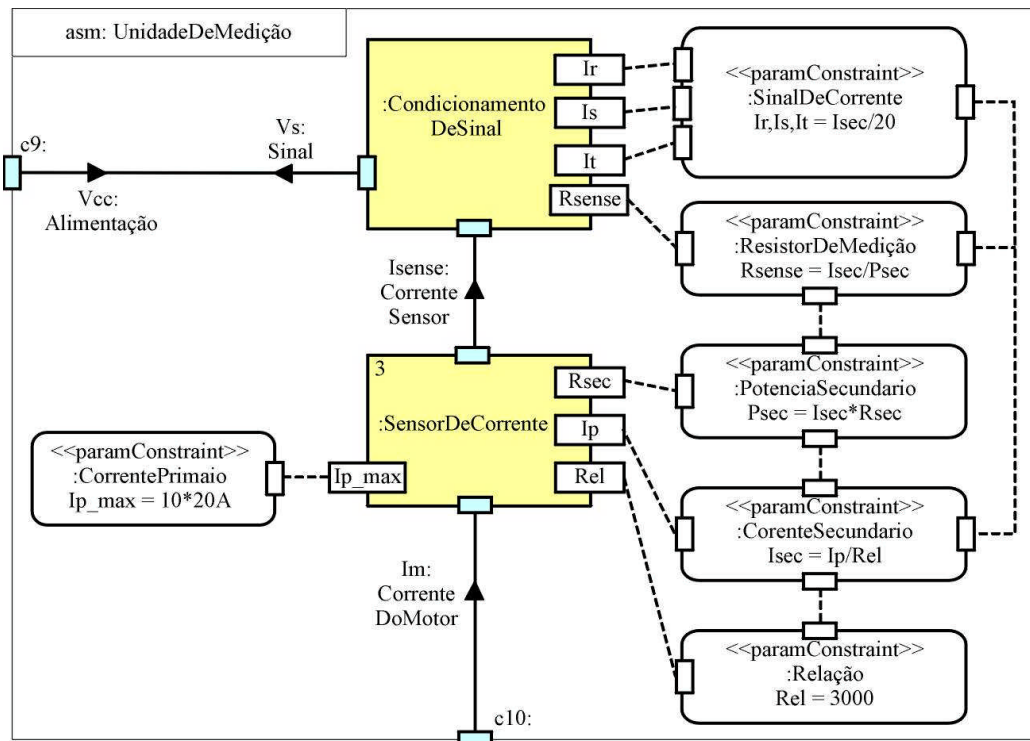 asm: UnidadeDeMedição
c9:
Vcc:
Alimentação
Vs:
Sinal
:Condicionamento
DeSinal
Ir
Is
It
Rsense
<<paramConstraint>>
:SinalDeCorrente
Ir,Is,It = Isec/20
<<paramConstraint>>
:ResistorDeMedição
Rsense = Isec/Psec
Isense:
Corrente
Sensor
3
:SensorDeCorrente
Rsec
Ip
Rel
Ip_max
<<paramConstraint>>
:CorrentePrimaio
Ip_max = 10*20A
<<paramConstraint>>
:PotenciaSecundario
Psec = Isec*Rsec
<<paramConstraint>>
:CorenteSecundario
Isec = Ip/Rel
Im:
Corrente
DoMotor
<<paramConstraint>>
:Relação
Rel = 3000
c10: